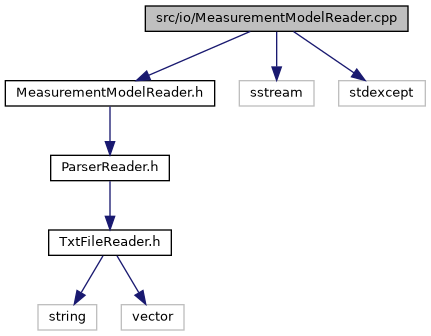 src/io/MeasurementModelReader.cpp
MeasurementModelReader.h
sstream
stdexcept
ParserReader.h
TxtFileReader.h
string
vector